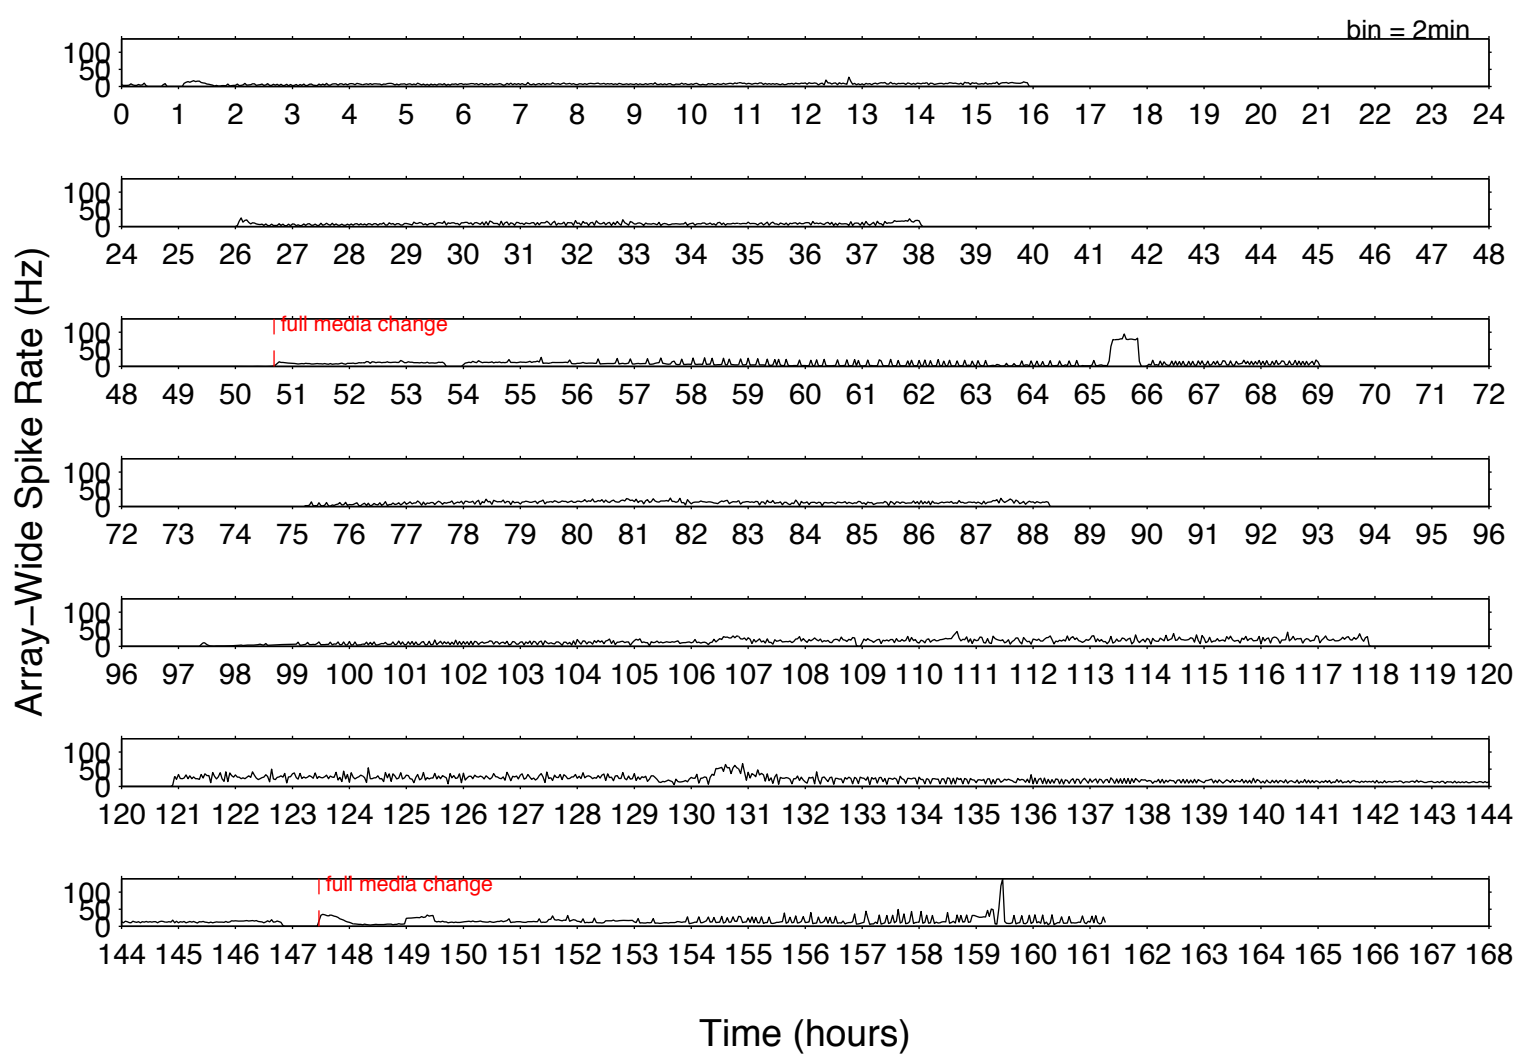 bin = 2min
100
50
0
0 1 2 3 4 5 6 7 8 9 10 11 12 13 14 15 16 17 18 19 20 21 22 23 24
100
50
0
24 25 26 27 28 29 30 31 32 33 34 35 36 37 38 39 40 41 42 43 44 45 46 47 48
full media change
100
50
0
48 49 50 51 52 53 54 55 56 57 58 59 60 61 62 63 64 65 66 67 68 69 70 71 72
100
50
0
72 73 74 75 76 77 78 79 80 81 82 83 84 85 86 87 88 89 90 91 92 93 94 95 96
100
50
0
96 97 98 99 100 101 102 103 104 105 106 107 108 109 110 111 112 113 114 115 116 117 118 119 120
100
50
0
120 121 122 123 124 125 126 127 128 129 130 131 132 133 134 135 136 137 138 139 140 141 142 143 144
full media change
100
50
0
144 145 146 147 148 149 150 151 152 153 154 155 156 157 158 159 160 161 162 163 164 165 166 167 168
Array-Wide Spike Rate (Hz)
Time (hours)